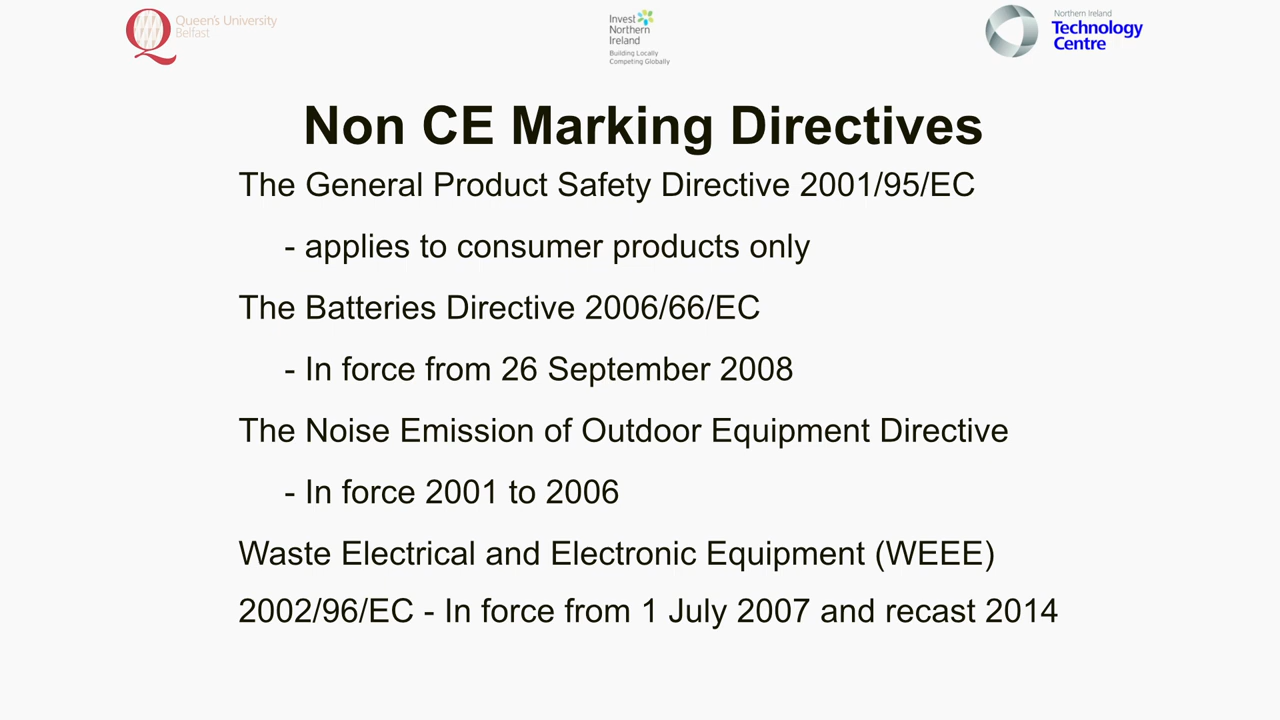 Queen's University
Belfast
Invest
Northern
Ireland
Building Locally
Competing Globally
Northern Ireland
Technology
Centre
Non CE Marking Directives
The General Product Safety Directive 2001/95/EC
- applies to consumer products only
The Batteries Directive 2006/66/EC
- In force from 26 September 2008
The Noise Emission of Outdoor Equipment Directive
- In force 2001 to 2006
Waste Electrical and Electronic Equipment (WEEE)
2002/96/EC - In force from 1 July 2007 and recast 2014